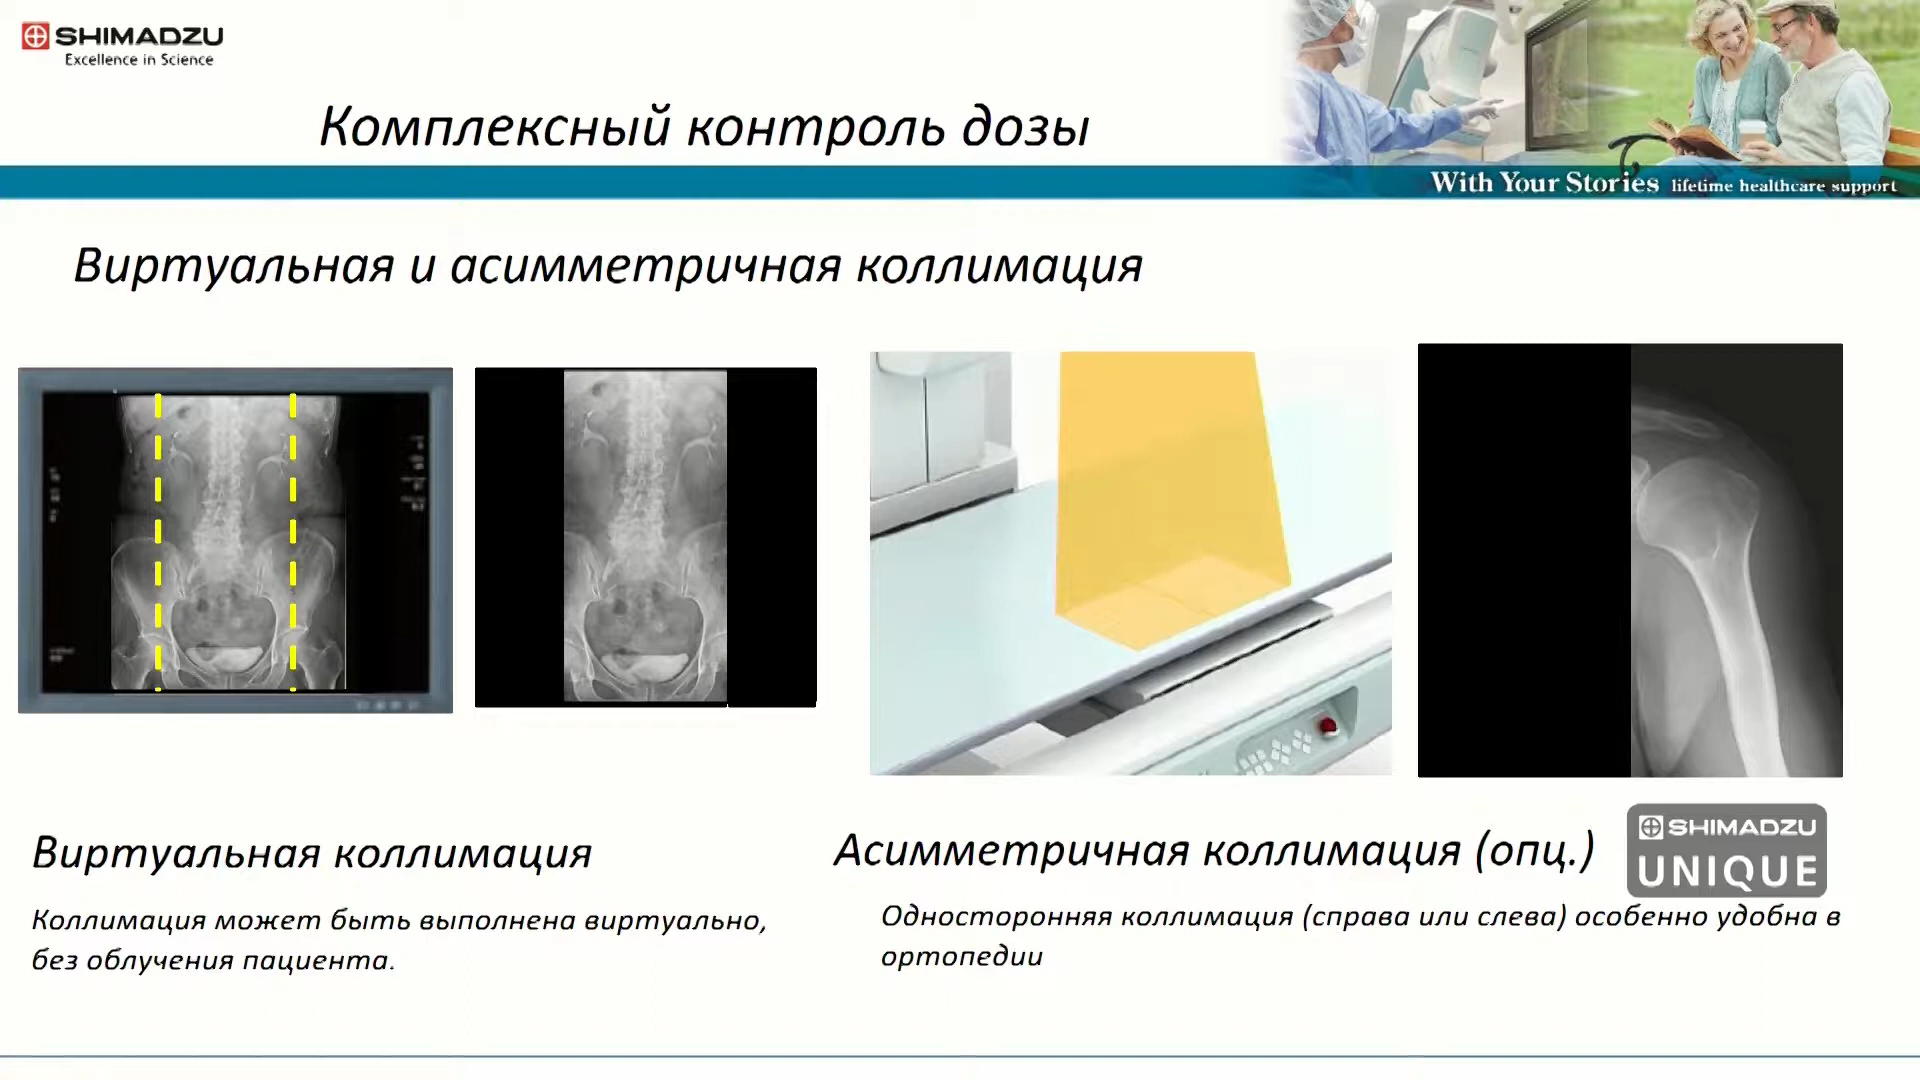 SHIMADZU
Excellence in Science
Комплексный контроль дозы
With Your Stories lifetime healthcare support
Виртуальная и асимметричная коллимация
Виртуальная коллимация
Коллимация может быть выполнена виртуально,
без облучения пациента.
Асимметричная коллимация (опц.)
SHIMADZU
UNIQUE
Односторонняя коллимация (справа или слева) особенно удобна в
ортопедии